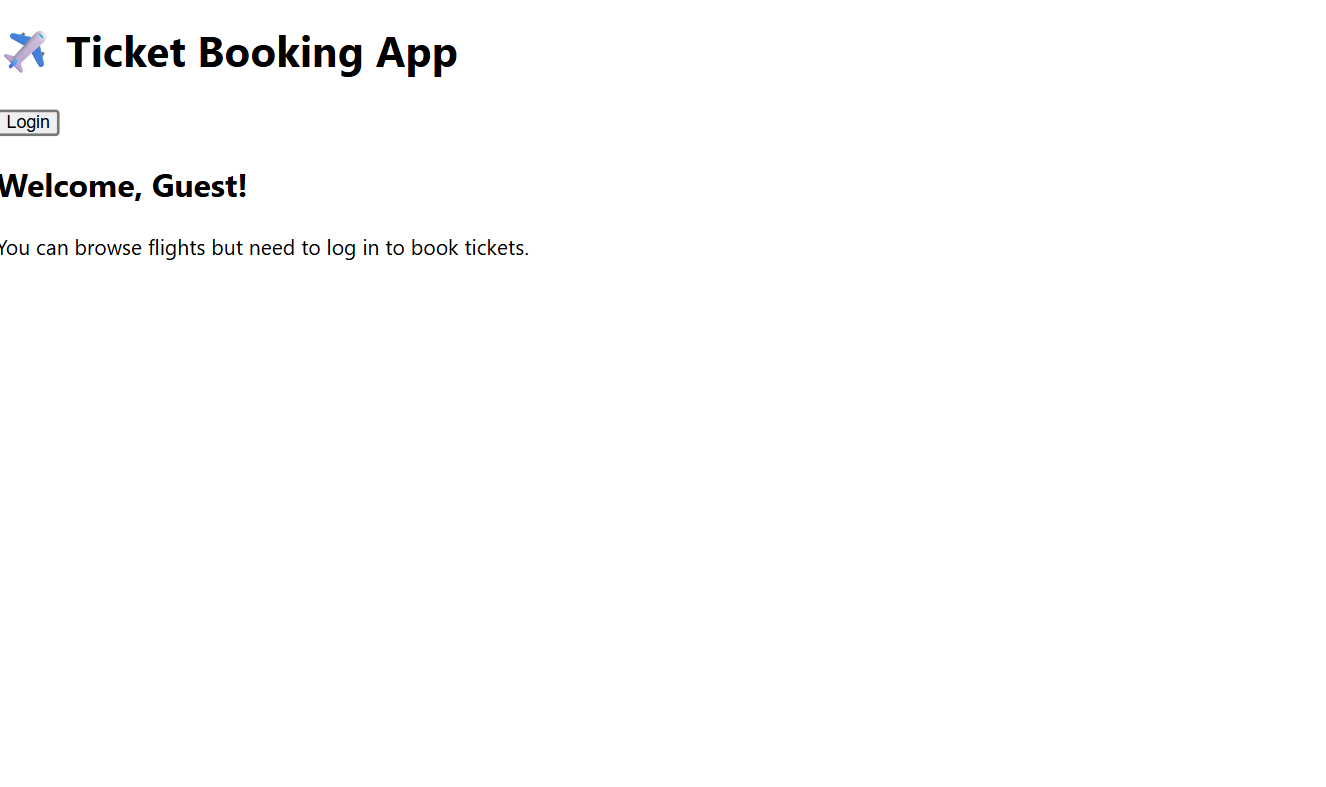 Ticket Booking App
Login
Welcome, Guest!
You can browse flights but need to log in to book tickets.